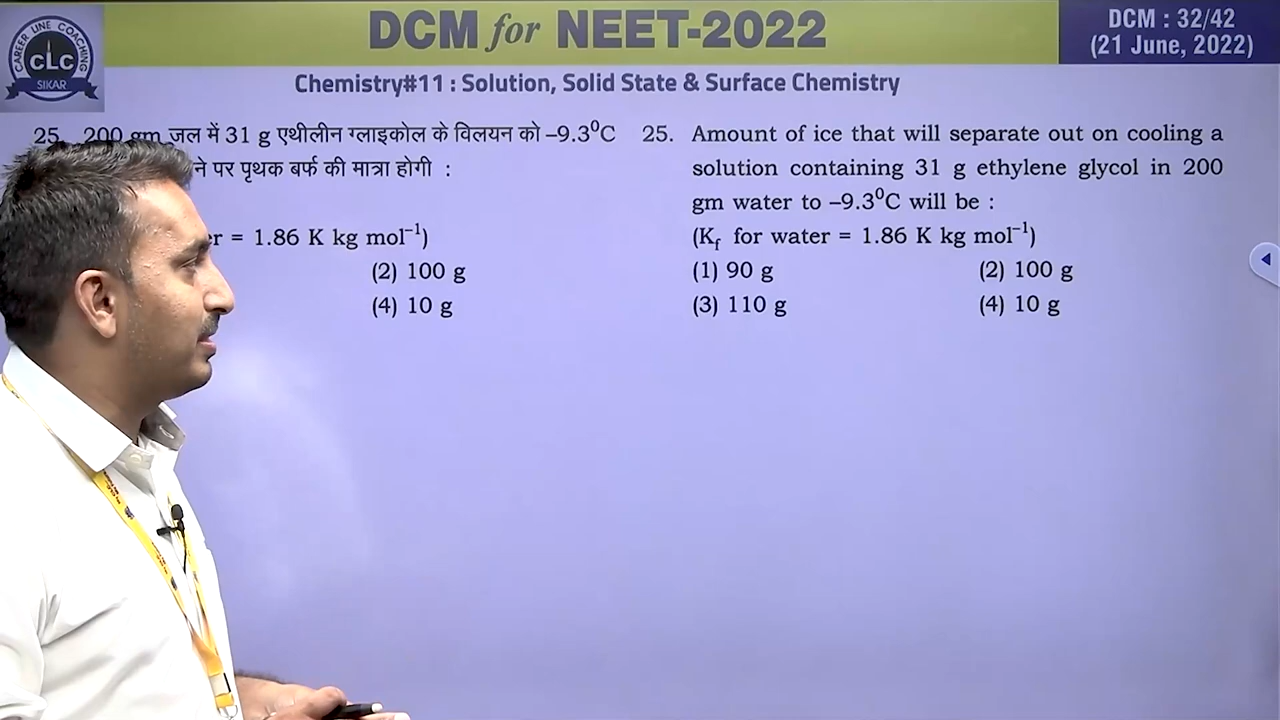 CAREER LINE COACHING
CLC
SIKAR
DCM for NEET-2022
DCM : 32/42
(21 June, 2022)
Chemistry#11 : Solution, Solid State & Surface Chemistry
25. 200 gm जल में 31 g एथीलीन ग्लाइकोल के विलयन को –9.3⁰C
ने पर पृथक बर्फ की मात्रा होगी :
= 1.86 K kg mol⁻¹)
(2) 100 g
(4) 10 g
25. Amount of ice that will separate out on cooling a
solution containing 31 g ethylene glycol in 200
gm water to –9.3⁰C will be :
(K_f for water = 1.86 K kg mol⁻¹)
(1) 90 g (2) 100 g
(3) 110 g (4) 10 g